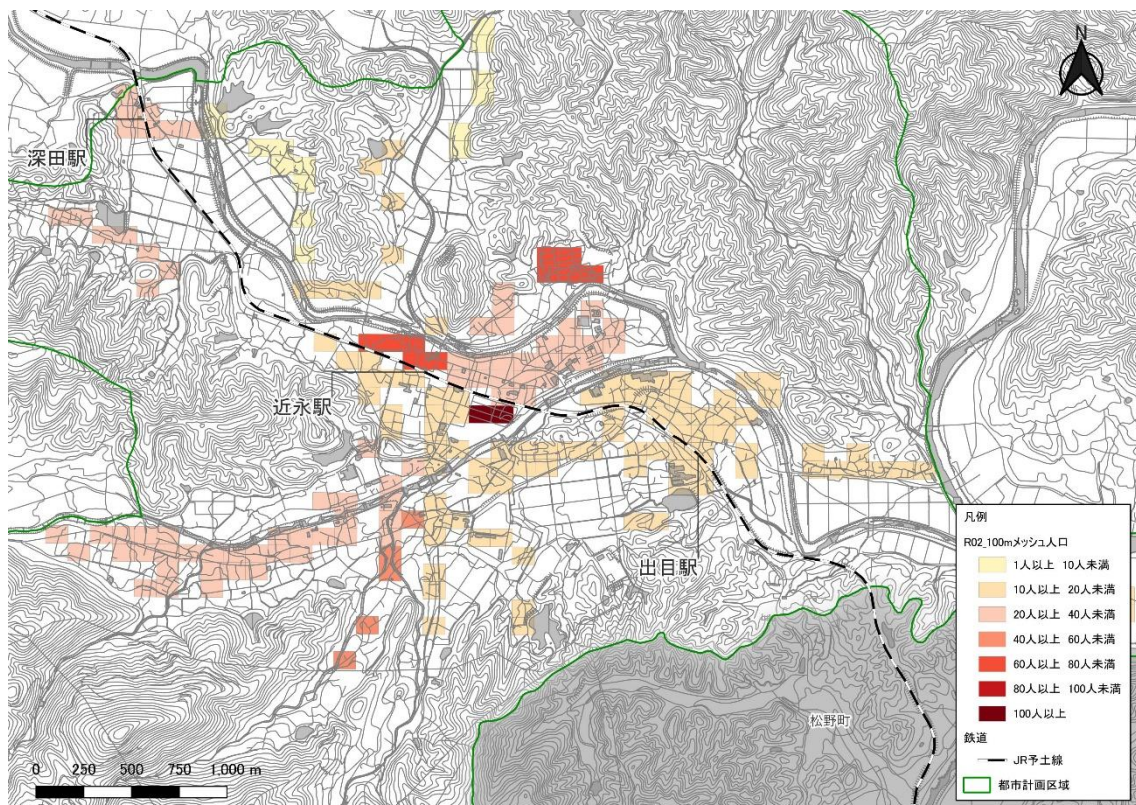 N
深田駅
近永駅
出目駅
松野町
凡例
R02_100mメッシュ人口
1人以上 10人未満
10人以上 20人未満
20人以上 40人未満
40人以上 60人未満
60人以上 80人未満
80人以上 100人未満
100人以上
鉄道
JR予土線
都市計画区域
0 250 500 750 1,000 m